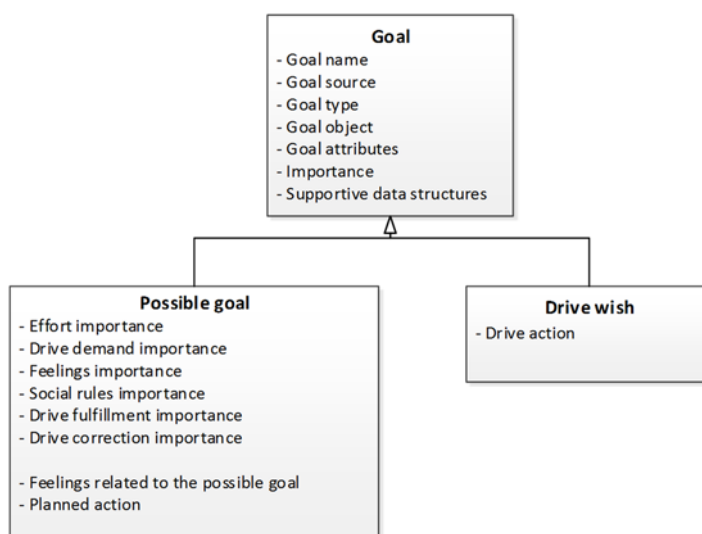 Goal
- Goal name
- Goal source
- Goal type
- Goal object
- Goal attributes
- Importance
- Supportive data structures
Possible goal
- Effort importance
- Drive demand importance
- Feelings importance
- Social rules importance
- Drive fulfillment importance
- Drive correction importance
- Feelings related to the possible goal
- Planned action
Drive wish
- Drive action